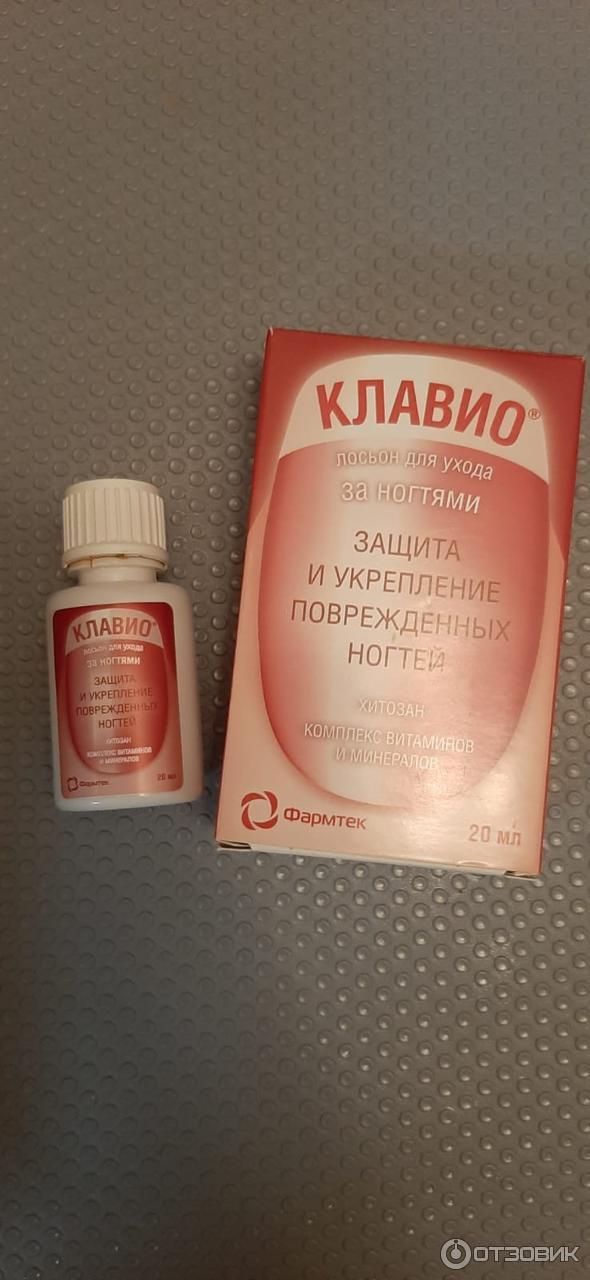 КЛАВИО®
лосьон для ухода
за ногтями
ЗАЩИТА
И УКРЕПЛЕНИЕ
ПОВРЕЖДЕННЫХ
НОГТЕЙ
ХИТОЗАН
КОМПЛЕКС ВИТАМИНОВ
И МИНЕРАЛОВ
Фармтек
20 мл
КЛАВИО®
лосьон для ухода
за ногтями
ЗАЩИТА
И УКРЕПЛЕНИЕ
ПОВРЕЖДЕННЫХ
НОГТЕЙ
ХИТОЗАН
КОМПЛЕКС ВИТАМИНОВ
И МИНЕРАЛОВ
Фармтек
20 мл
ОТЗОВИК